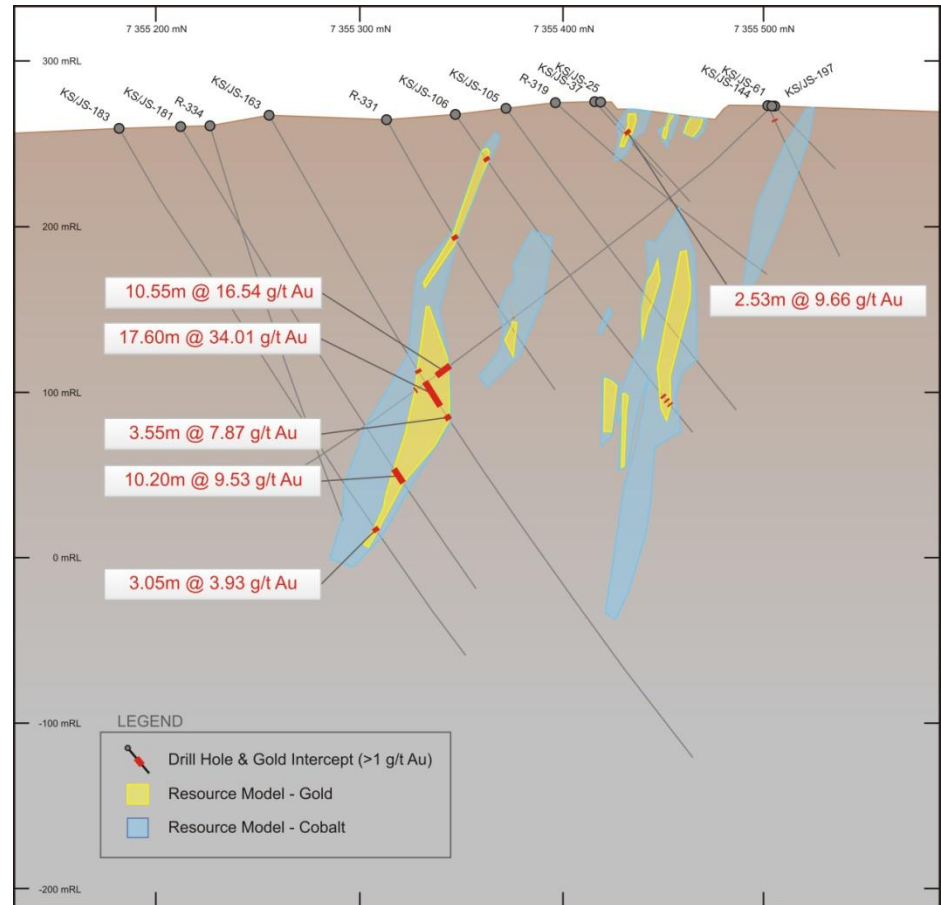 7 355 200 mN
7 355 300 mN
7 355 400 mN
7 355 500 mN
300 mRL
KS/JS-183
KS/JS-181
R-334
KS/JS-163
R-331
KS/JS-106
KS/JS-105
R-319
KS/JS-37
KS/JS-25
KS/JS-144
KS/JS-61
KS/JS-197
200 mRL
10.55m @ 16.54 g/t Au
2.53m @ 9.66 g/t Au
17.60m @ 34.01 g/t Au
100 mRL
3.55m @ 7.87 g/t Au
10.20m @ 9.53 g/t Au
0 mRL
3.05m @ 3.93 g/t Au
-100 mRL
LEGEND
Drill Hole & Gold Intercept (>1 g/t Au)
Resource Model - Gold
Resource Model - Cobalt
-200 mRL